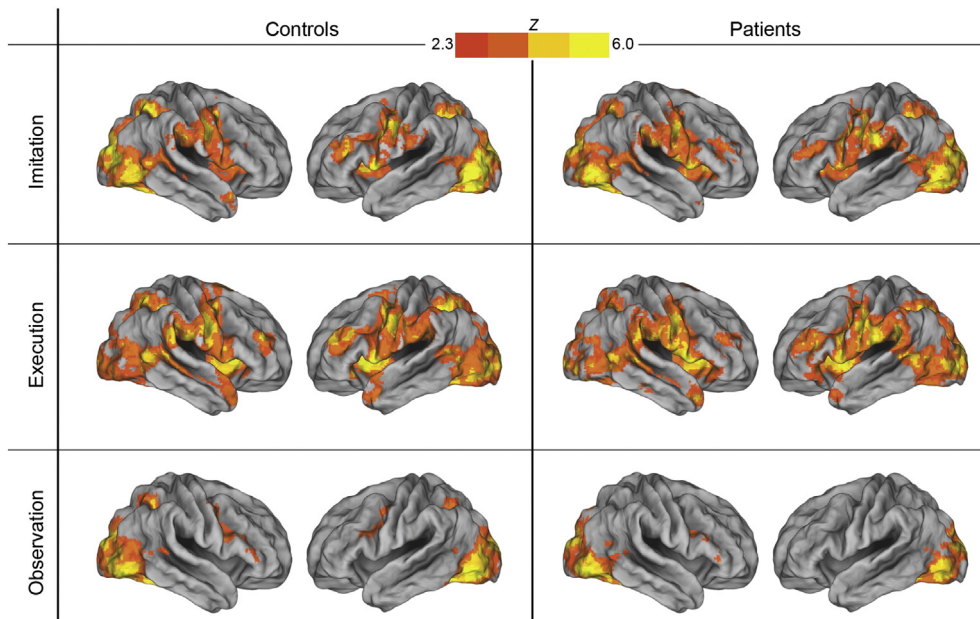 Controls
Z
2.3
6.0
Patients
Imitation
Execution
Observation